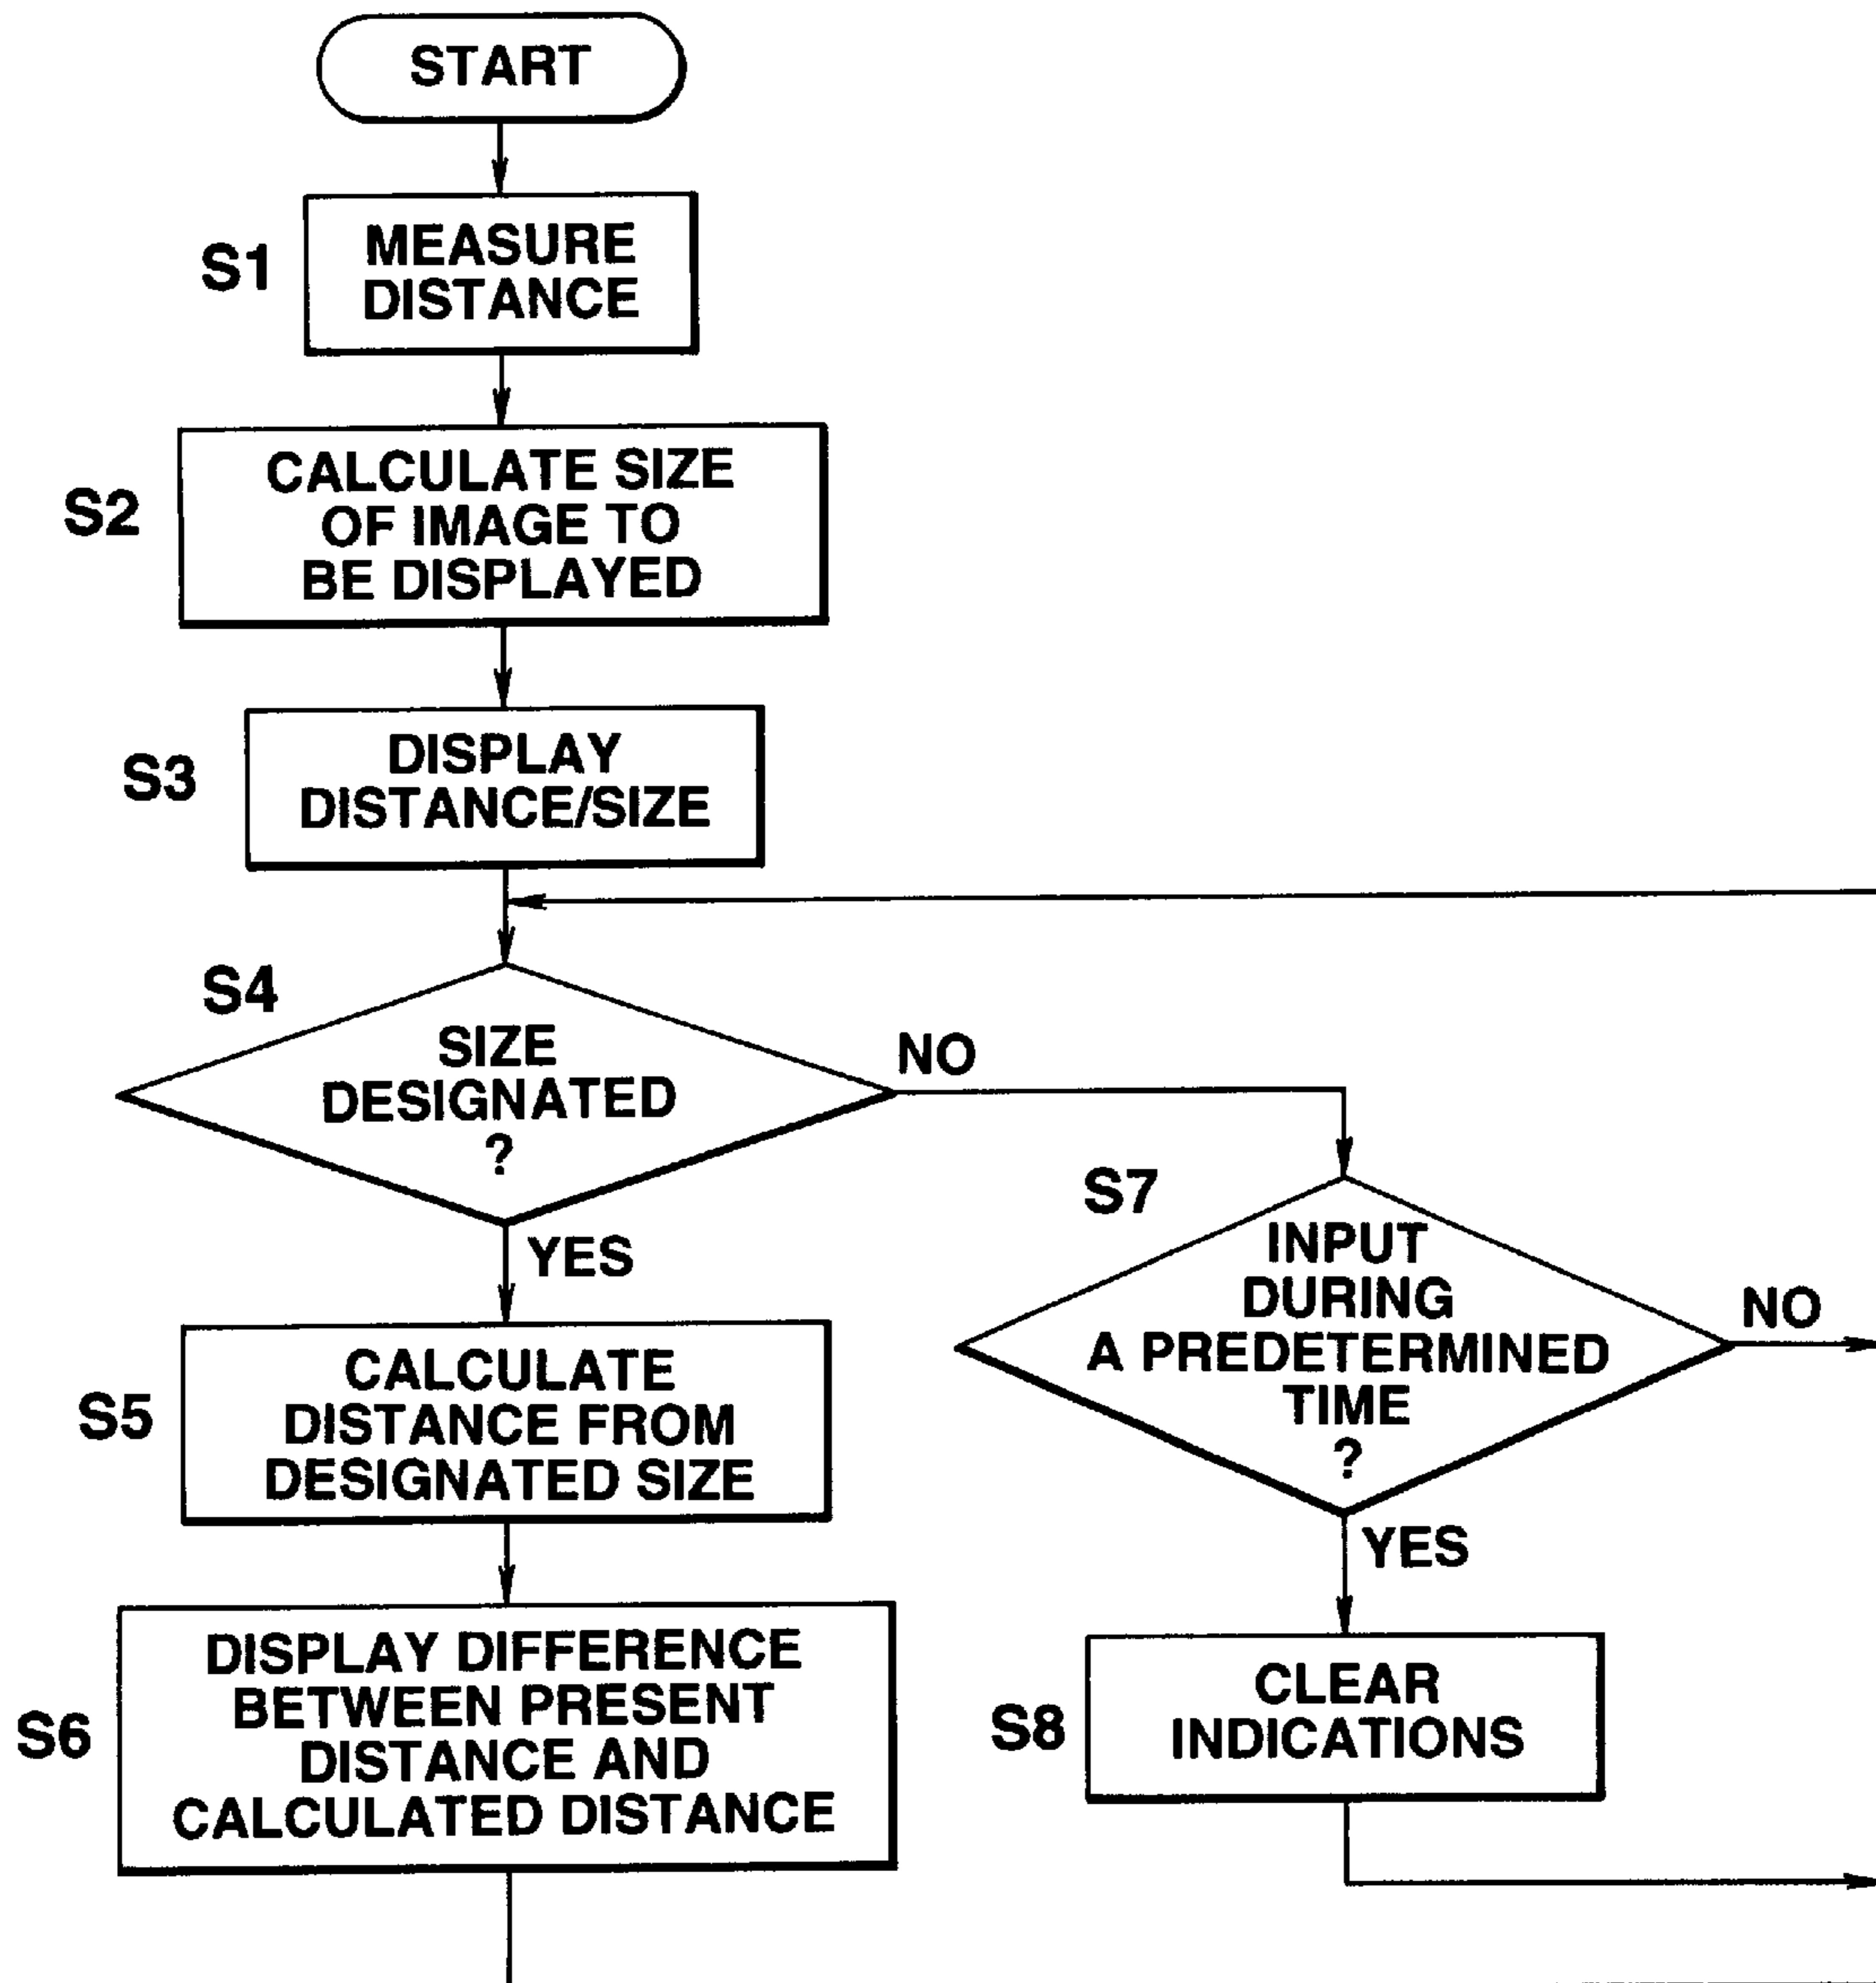 START
S1
MEASURE
DISTANCE
S2
CALCULATE SIZE
OF IMAGE TO
BE DISPLAYED
S3
DISPLAY
DISTANCE/SIZE
S4
SIZE
DESIGNATED
?
NO
YES
S5
CALCULATE
DISTANCE FROM
DESIGNATED SIZE
S6
DISPLAY DIFFERENCE
BETWEEN PRESENT
DISTANCE AND
CALCULATED DISTANCE
S7
INPUT
DURING
A PREDETERMINED
TIME
?
NO
YES
S8
CLEAR
INDICATIONS